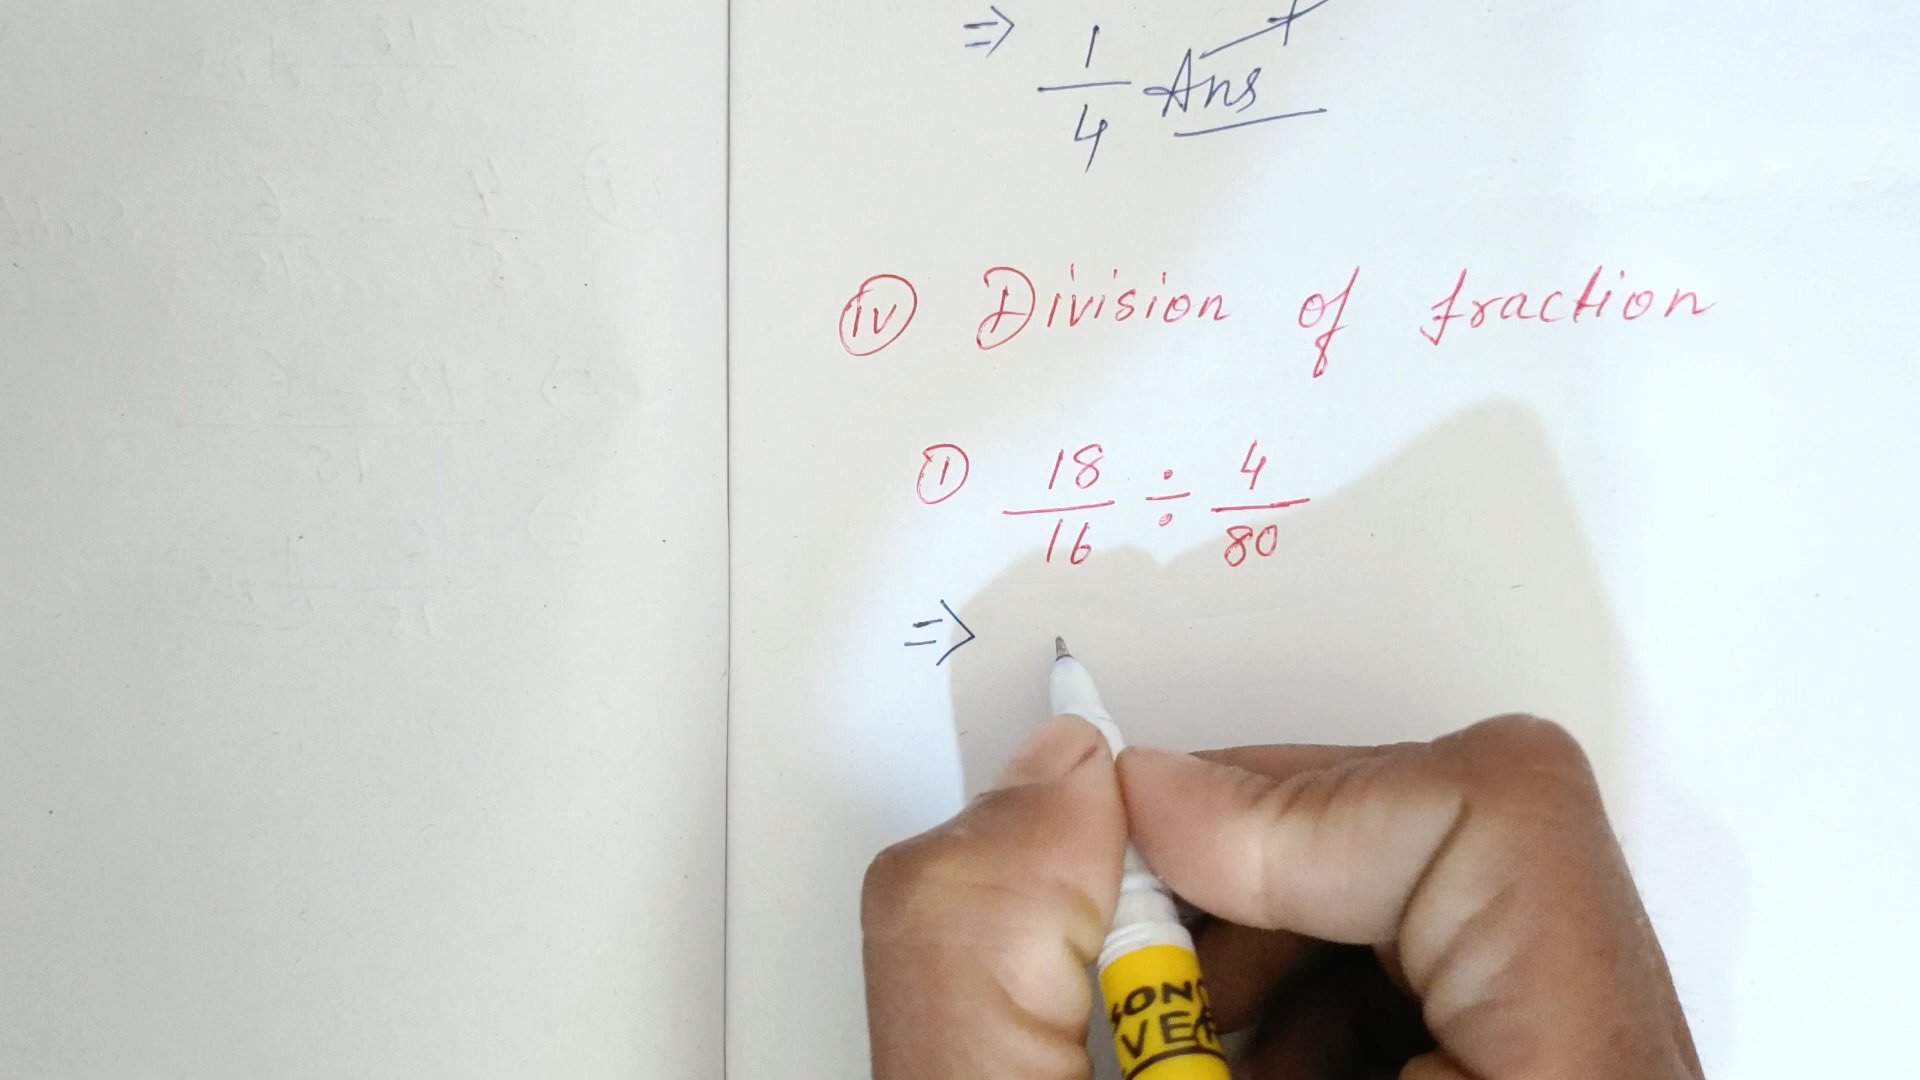 ⇒ 1/4 Ans
(iv) Division of fraction
(1) 18/16 ÷ 4/80
⇒